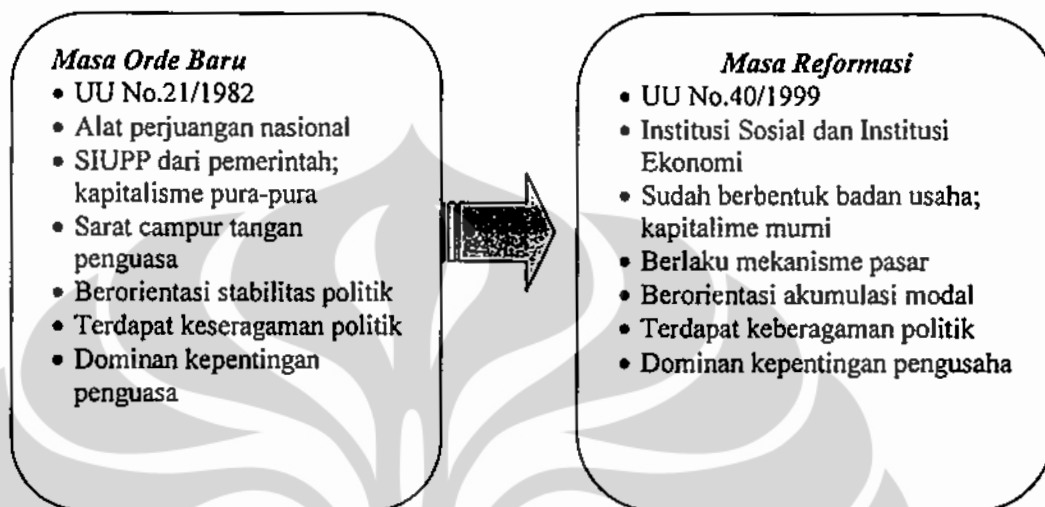 Masa Orde Baru
• UU No.21/1982
• Alat perjuangan nasional
• SIUPP dari pemerintah;
kapitalisme pura-pura
• Sarat campur tangan
penguasa
• Berorientasi stabilitas politik
• Terdapat keseragaman politik
• Dominan kepentingan
penguasa
Masa Reformasi
• UU No.40/1999
• Institusi Sosial dan Institusi
Ekonomi
• Sudah berbentuk badan usaha;
kapitalime murni
• Berlaku mekanisme pasar
• Berorientasi akumulasi modal
• Terdapat keberagaman politik
• Dominan kepentingan pengusaha